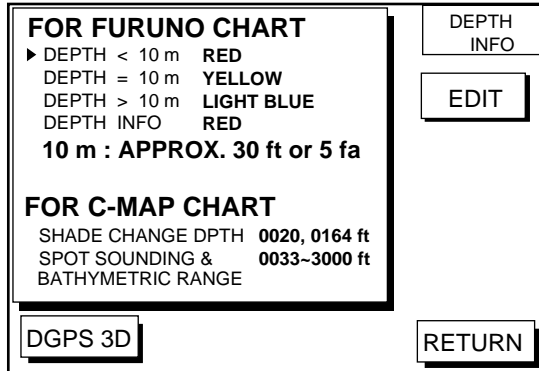 FOR FURUNO CHART
DEPTH < 10 m RED
DEPTH = 10 m YELLOW
DEPTH > 10 m LIGHT BLUE
DEPTH INFO RED
10 m : APPROX. 30 ft or 5 fa
FOR C-MAP CHART
SHADE CHANGE DPTH 0020, 0164 ft
SPOT SOUNDING & 0033~3000 ft
BATHYMETRIC RANGE
DEPTH
INFO
EDIT
DGPS 3D
RETURN